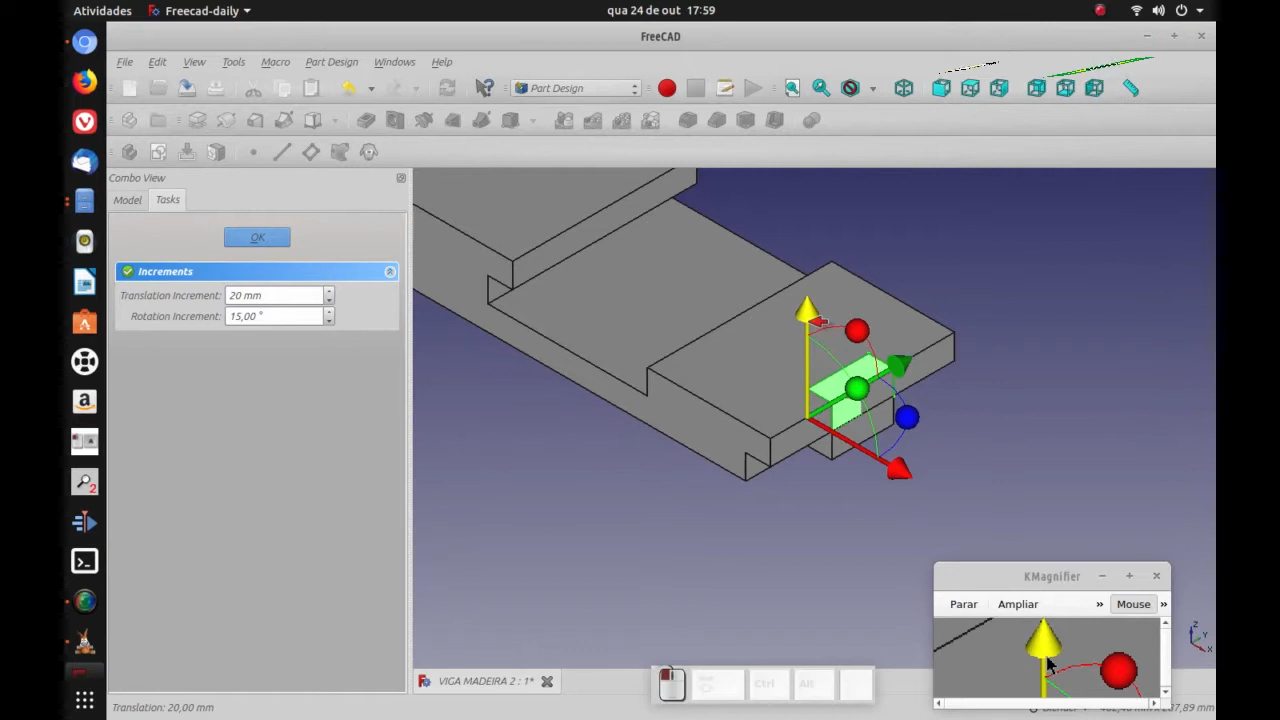 Atividades
Freecad-daily
qua 24 de out 17:59
FreeCAD
File Edit View Tools Macro Part Design Windows Help
Part Design
Combo View
Model Tasks
OK
Increments
Translation Increment: 20 mm
Rotation Increment: 15,00 °
KMagnifier
Parar Ampliar » Mouse »
Z
Y
X
VIGA MADEIRA 2 : 1*
Ctrl Alt
Translation: 20,00 mm